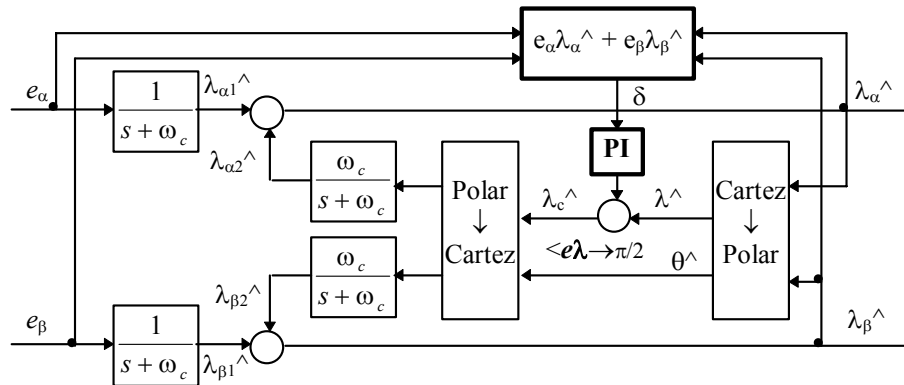 e_αλ_α^ + e_βλ_β^
e_α
1
s + ω_c
λ_α1^
λ_α^
δ
λ_α2^
ω_c
s + ω_c
Polar
↓
Cartez
PI
λ_c^
λ^
Cartez
↓
Polar
<eλ→π/2
θ^
ω_c
s + ω_c
λ_β2^
e_β
1
s + ω_c
λ_β1^
λ_β^